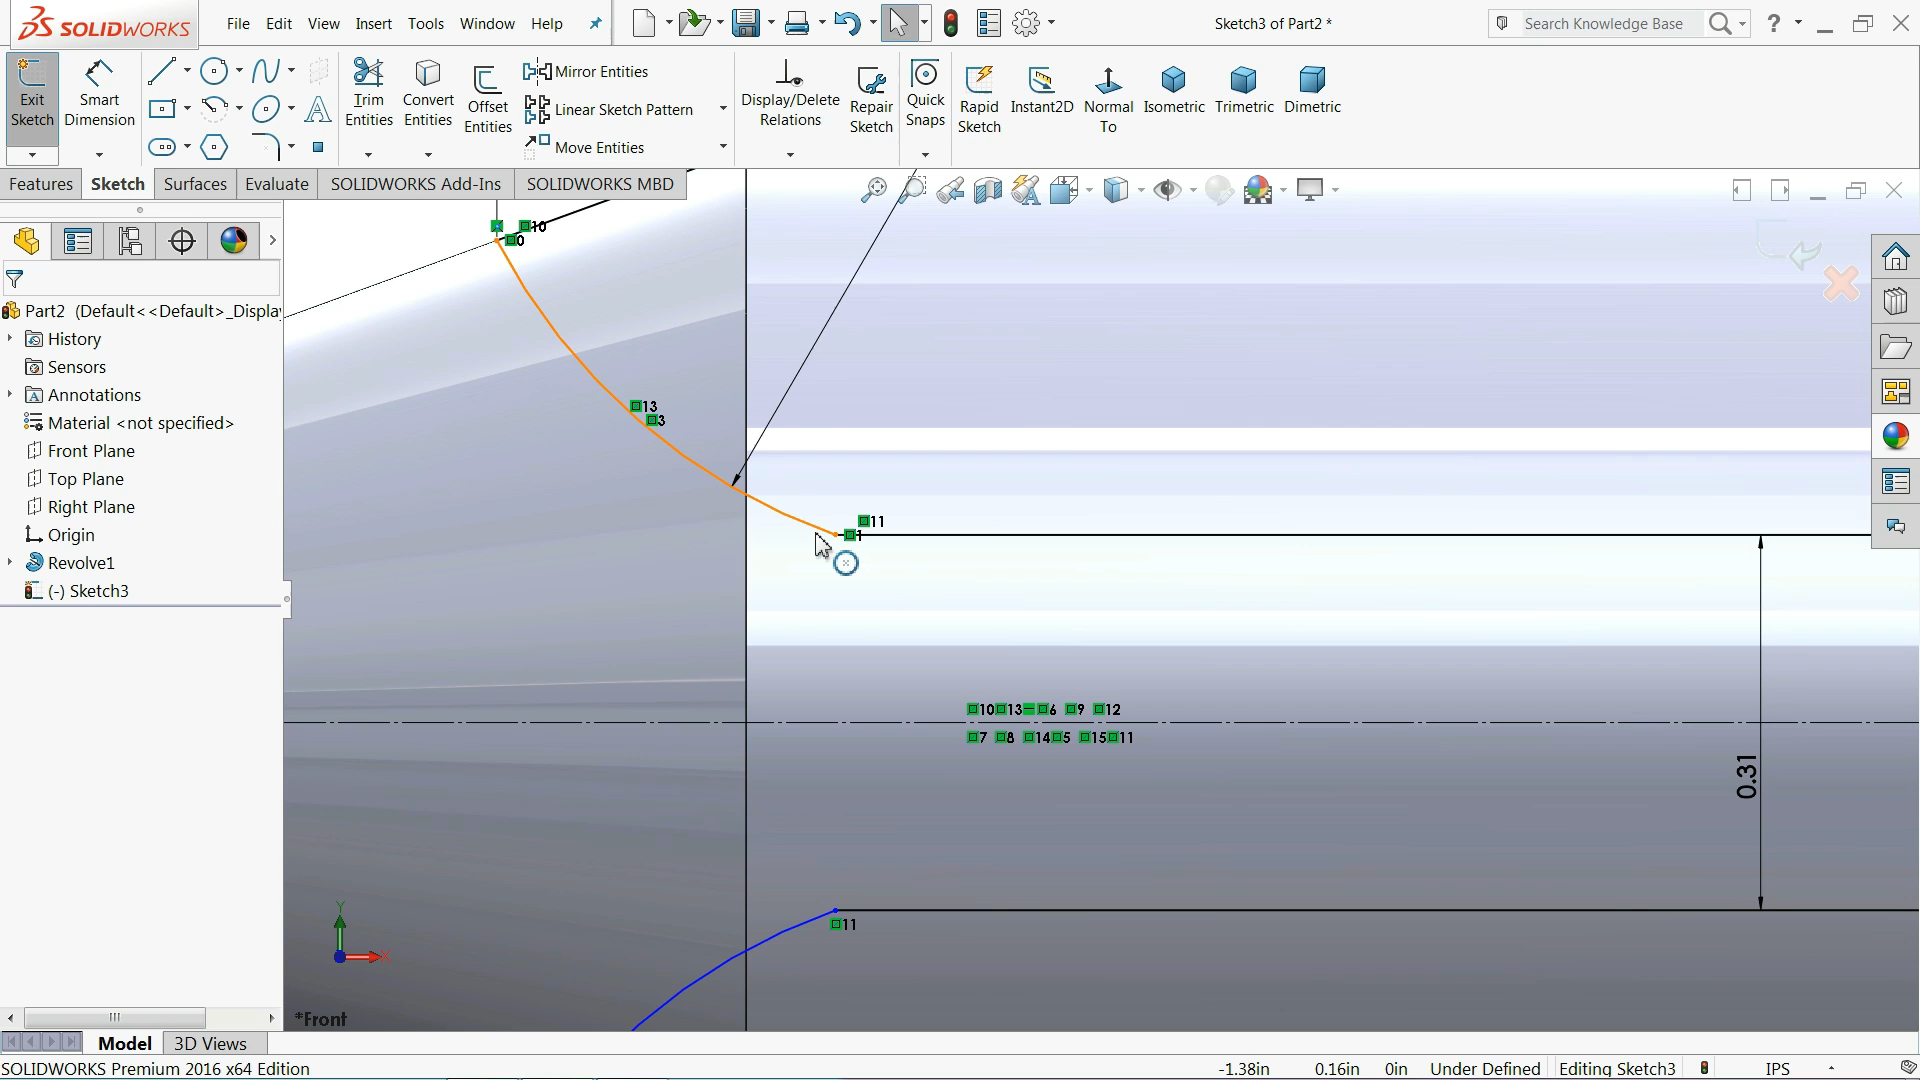 SOLIDWORKS
File Edit View Insert Tools Window Help
Sketch3 of Part2 *
Search Knowledge Base
?
Exit Sketch
Smart Dimension
Trim Entities
Convert Entities
Offset Entities
Mirror Entities
Linear Sketch Pattern
Move Entities
Display/Delete Relations
Repair Sketch
Quick Snaps
Rapid Sketch
Instant2D
Normal To
Isometric
Trimetric
Dimetric
Features Sketch Surfaces Evaluate SOLIDWORKS Add-Ins SOLIDWORKS MBD
Part2 (Default<<Default>_Displa
History
Sensors
Annotations
Material <not specified>
Front Plane
Top Plane
Right Plane
Origin
Revolve1
(-) Sketch3
10
0
13
3
11
1
10 13 6 9 12
7 8 14 5 15 11
0.31
11
Y
X
*Front
Model 3D Views
SOLIDWORKS Premium 2016 x64 Edition
-1.38in 0.16in 0in Under Defined Editing Sketch3 IPS